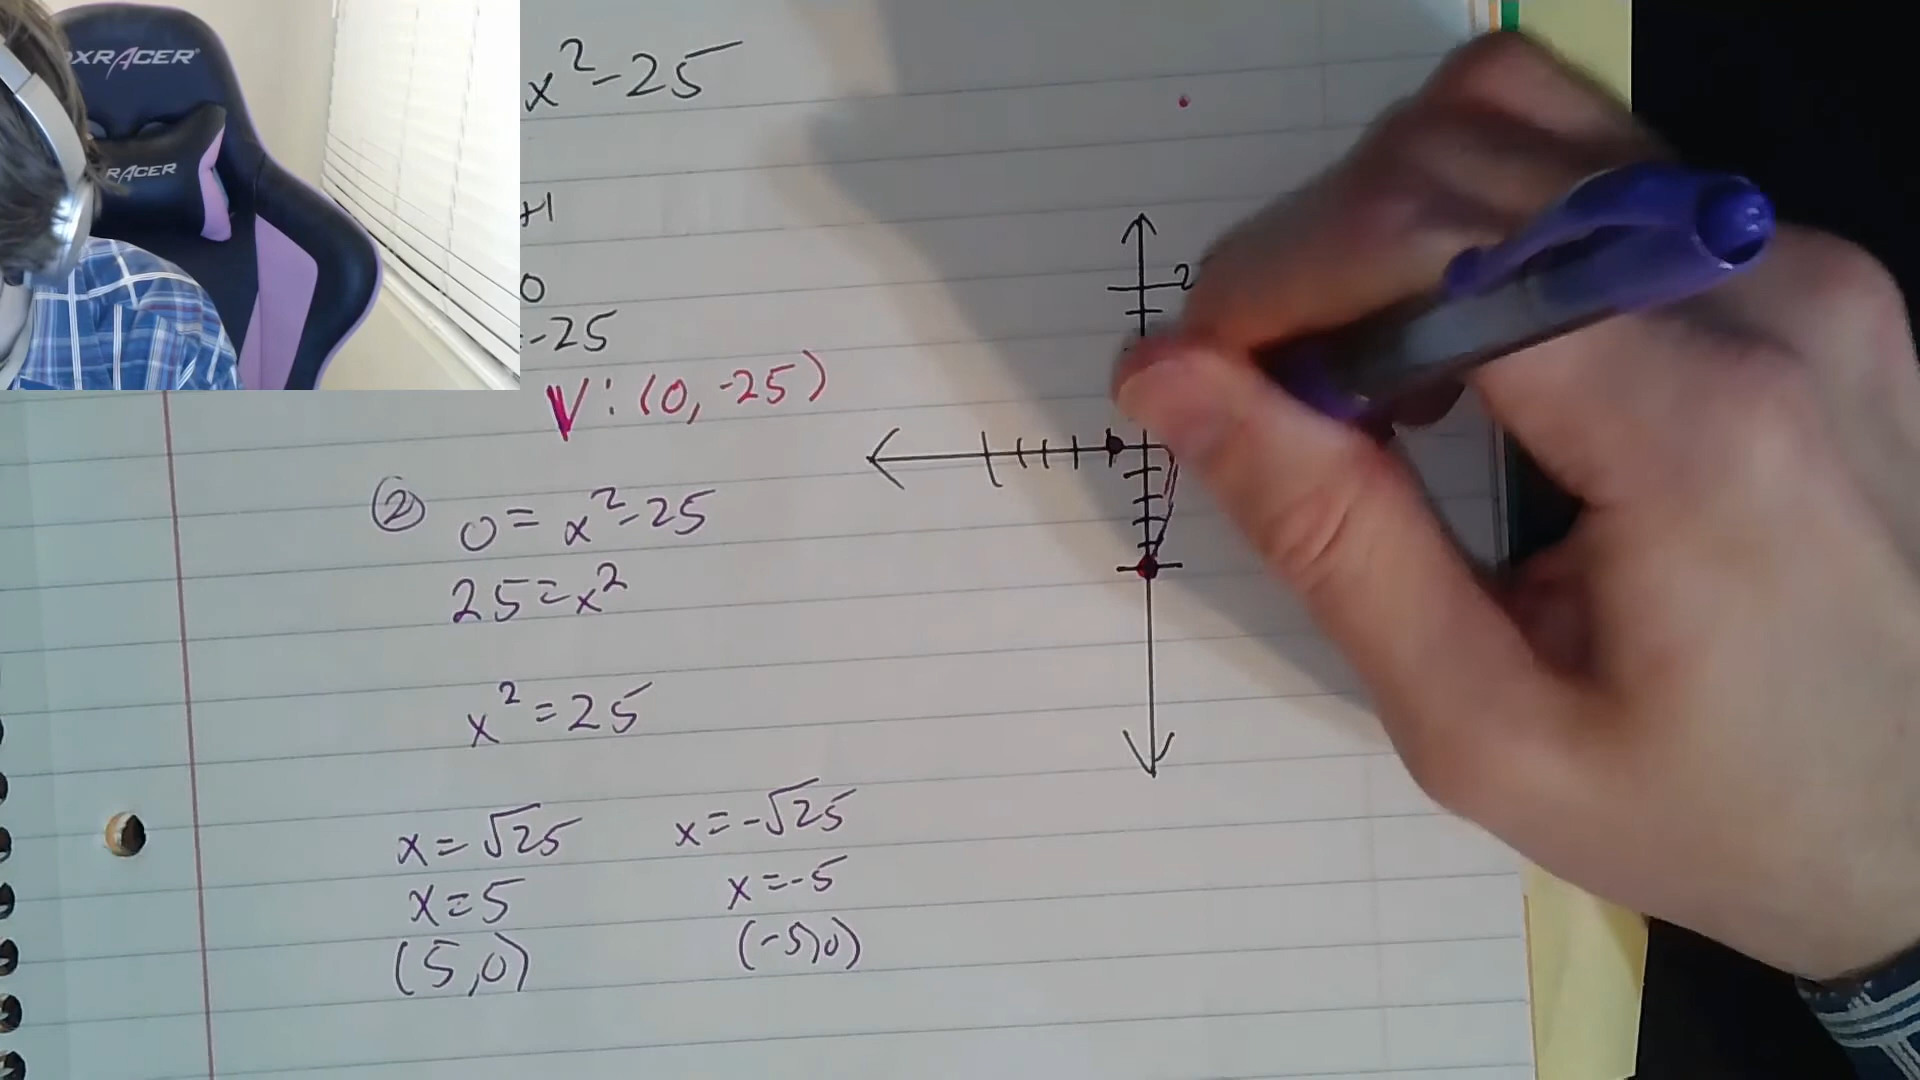 DXRACER
RACER
x²-25
+1
0
-25
V: (0, -25)
2
② 0 = x²-25
25 = x²
x² = 25
x = √25 x = -√25
x = 5 x = -5
(5,0) (-5,0)